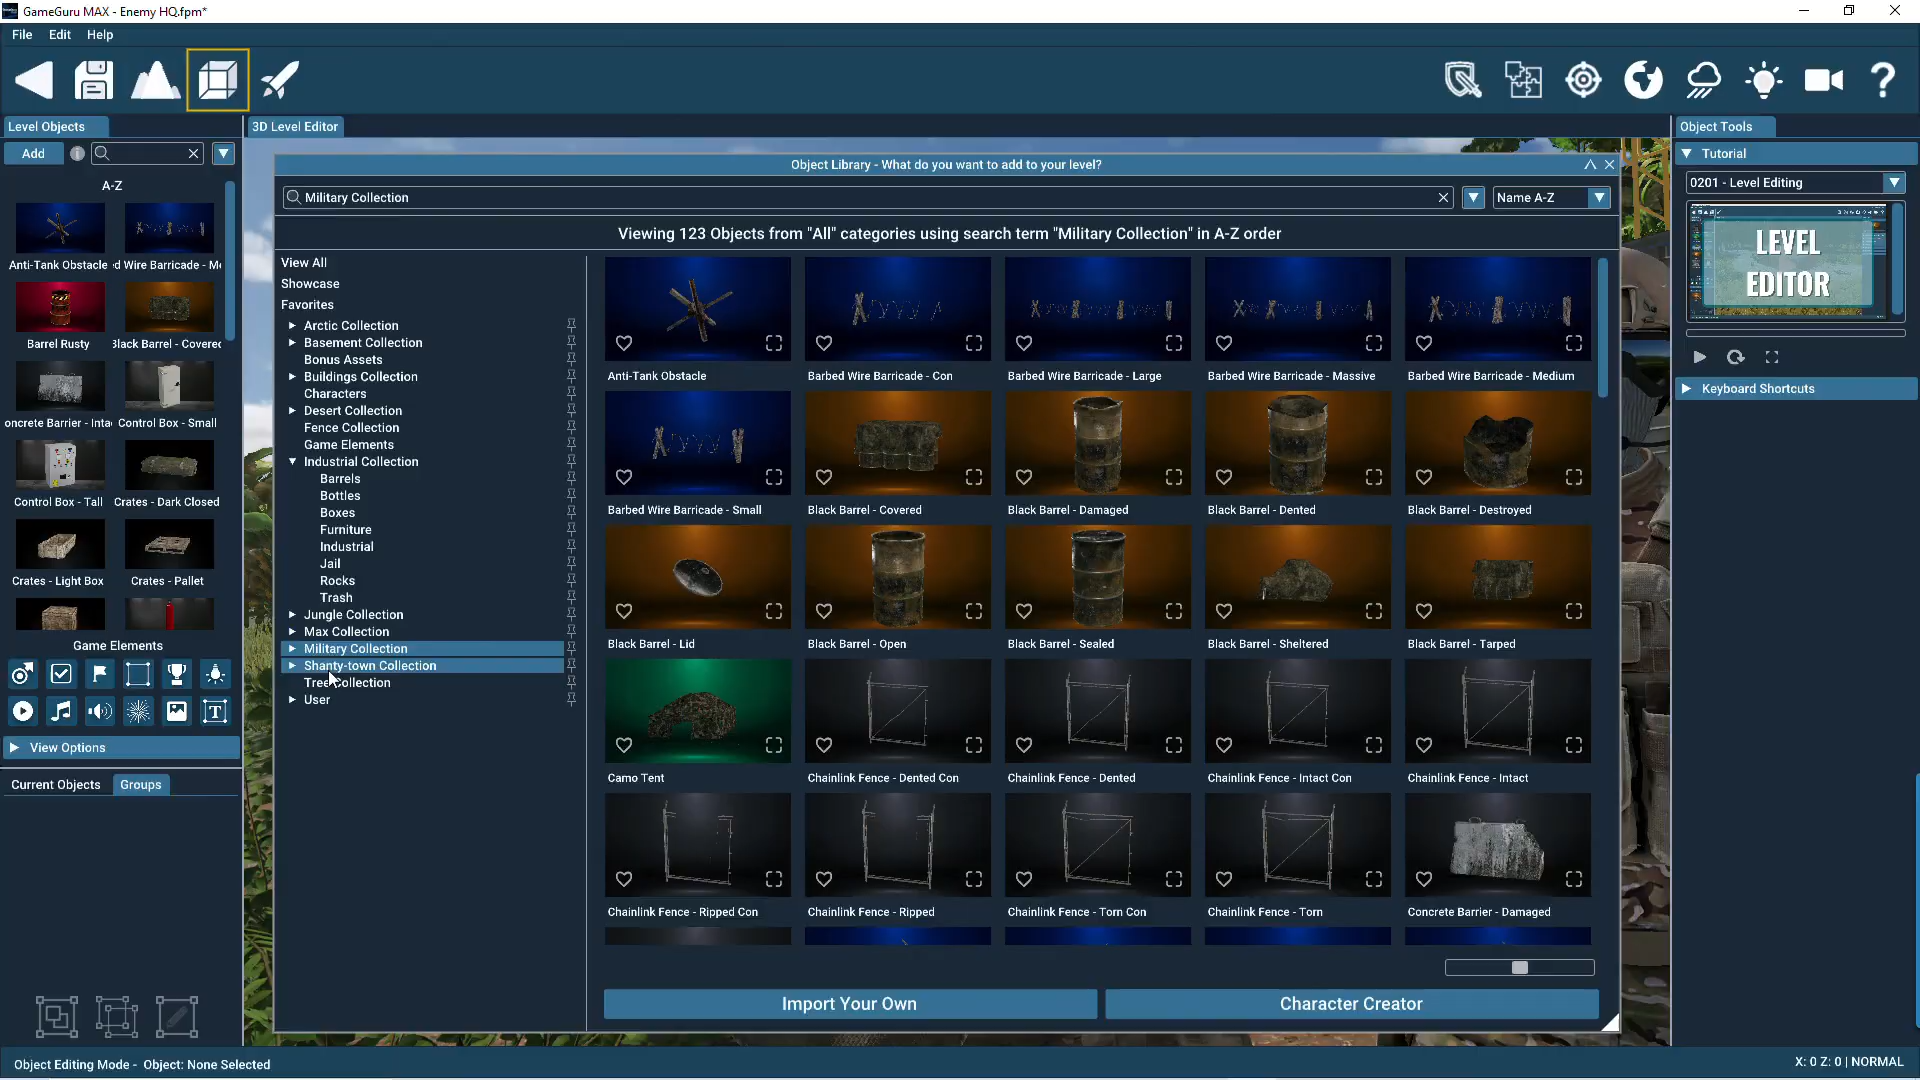 GameGuru MAX - Enemy HQ.fpm*
File Edit Help
Level Objects
3D Level Editor
Object Tools
Add
Object Library - What do you want to add to your level?
Tutorial
A-Z
Military Collection
Name A-Z
0201 - Level Editing
Viewing 123 Objects from "All" categories using search term "Military Collection" in A-Z order
LEVEL
EDITOR
Anti-Tank Obstacle
d Wire Barricade - M
Barrel Rusty
Black Barrel - Covere
oncrete Barrier - Inta
Control Box - Small
Control Box - Tall
Crates - Dark Closed
Crates - Light Box
Crates - Pallet
Game Elements
View Options
Current Objects
Groups
View All
Showcase
Favorites
Arctic Collection
Basement Collection
Bonus Assets
Buildings Collection
Characters
Desert Collection
Fence Collection
Game Elements
Industrial Collection
Barrels
Bottles
Boxes
Furniture
Industrial
Jail
Rocks
Trash
Jungle Collection
Max Collection
Military Collection
Shanty-town Collection
Tree Collection
User
Anti-Tank Obstacle
Barbed Wire Barricade - Con
Barbed Wire Barricade - Large
Barbed Wire Barricade - Massive
Barbed Wire Barricade - Medium
Barbed Wire Barricade - Small
Black Barrel - Covered
Black Barrel - Damaged
Black Barrel - Dented
Black Barrel - Destroyed
Black Barrel - Lid
Black Barrel - Open
Black Barrel - Sealed
Black Barrel - Sheltered
Black Barrel - Tarped
Camo Tent
Chainlink Fence - Dented Con
Chainlink Fence - Dented
Chainlink Fence - Intact Con
Chainlink Fence - Intact
Chainlink Fence - Ripped Con
Chainlink Fence - Ripped
Chainlink Fence - Torn Con
Chainlink Fence - Torn
Concrete Barrier - Damaged
Import Your Own
Character Creator
Keyboard Shortcuts
Object Editing Mode - Object: None Selected
X: 0 Z: 0 | NORMAL